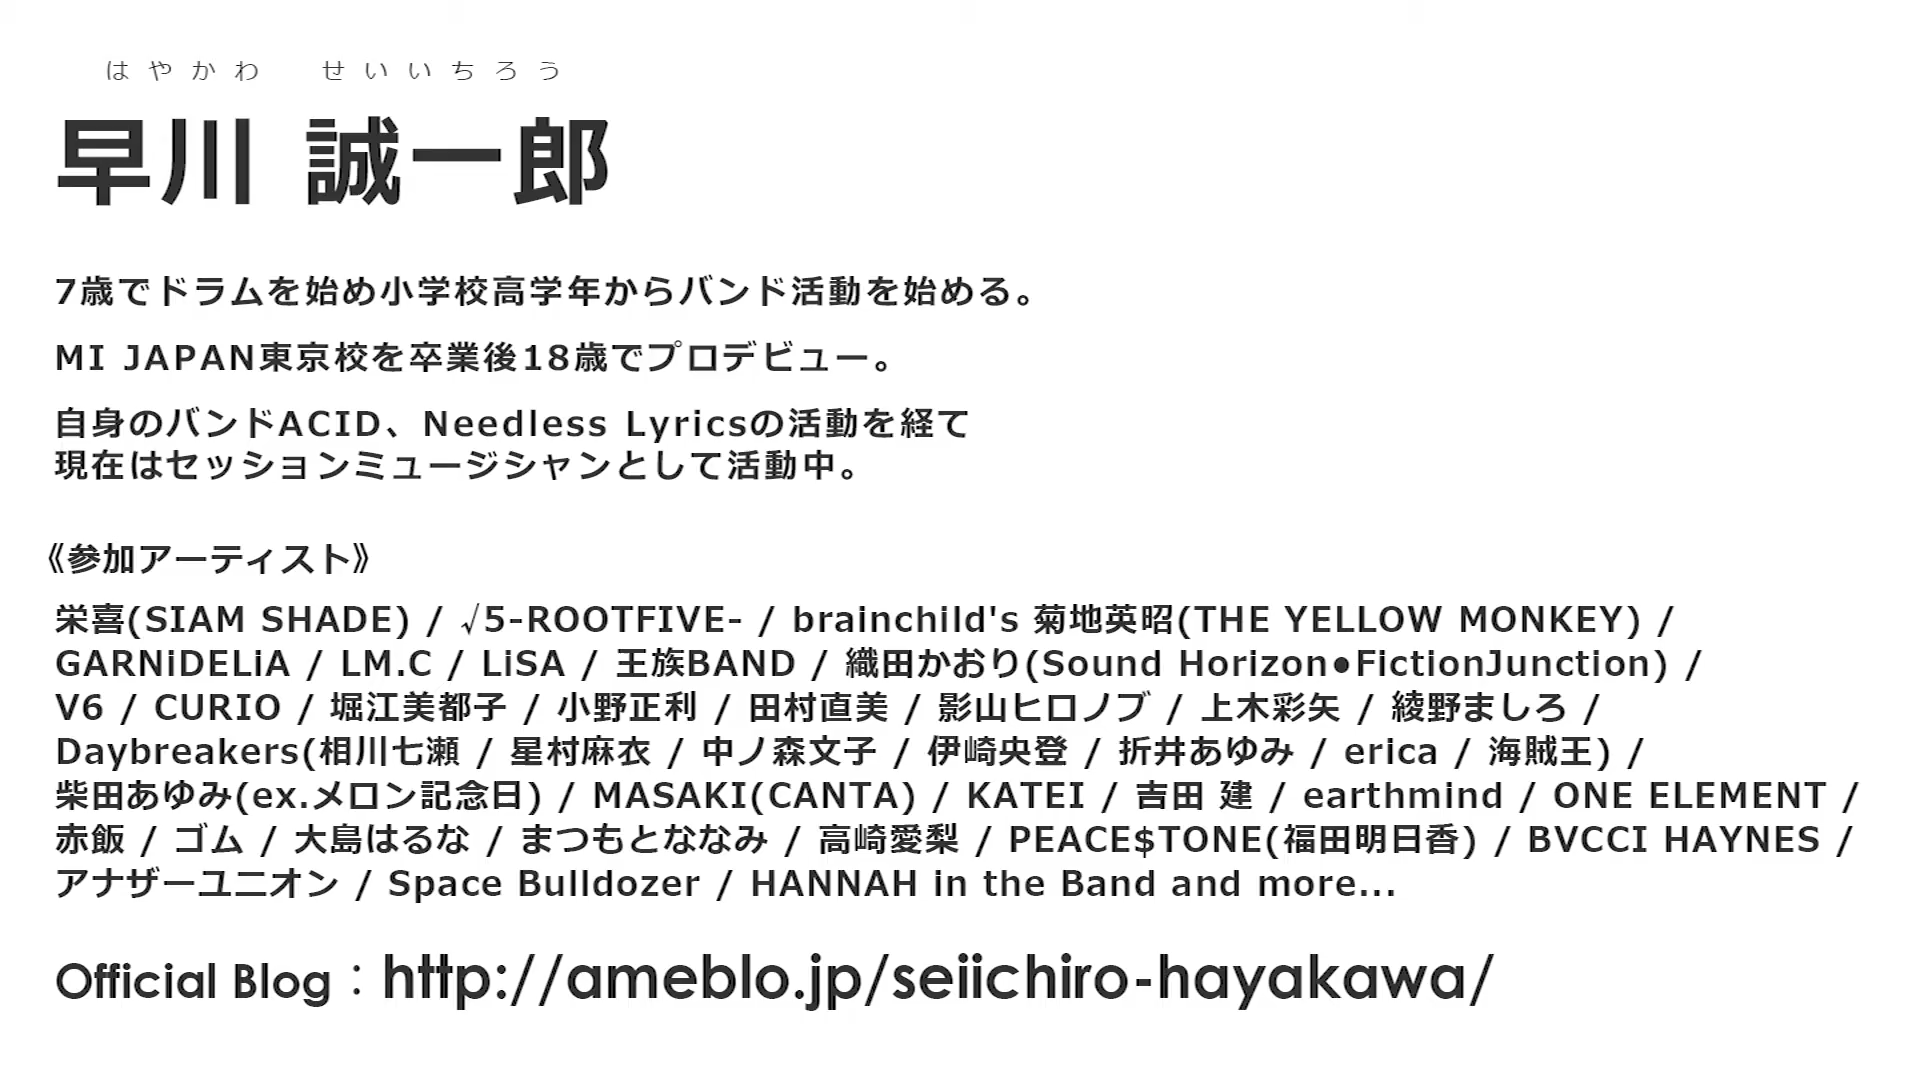 はやかわ　せいいちろう
早川 誠一郎
7歳でドラムを始め小学校高学年からバンド活動を始める。
MI JAPAN東京校を卒業後18歳でプロデビュー。
自身のバンドACID、Needless Lyricsの活動を経て
現在はセッションミュージシャンとして活動中。
《参加アーティスト》
栄喜(SIAM SHADE) / √5-ROOTFIVE- / brainchild's 菊地英昭(THE YELLOW MONKEY) /
GARNiDELiA / LM.C / LiSA / 王族BAND / 織田かおり(Sound Horizon●FictionJunction) /
V6 / CURIO / 堀江美都子 / 小野正利 / 田村直美 / 影山ヒロノブ / 上木彩矢 / 綾野ましろ /
Daybreakers(相川七瀬 / 星村麻衣 / 中ノ森文子 / 伊崎央登 / 折井あゆみ / erica / 海賊王) /
柴田あゆみ(ex.メロン記念日) / MASAKI(CANTA) / KATEI / 吉田 建 / earthmind / ONE ELEMENT /
赤飯 / ゴム / 大島はるな / まつもとななみ / 高崎愛梨 / PEACE$TONE(福田明日香) / BVCCI HAYNES /
アナザーユニオン / Space Bulldozer / HANNAH in the Band and more...
Official Blog：http://ameblo.jp/seiichiro-hayakawa/